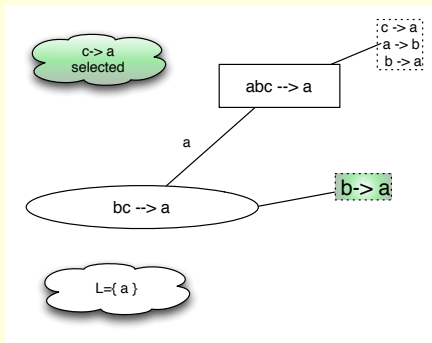 c-> a
selected
c -> a
a -> b
b -> a
abc --> a
a
b-> a
bc --> a
L={ a }